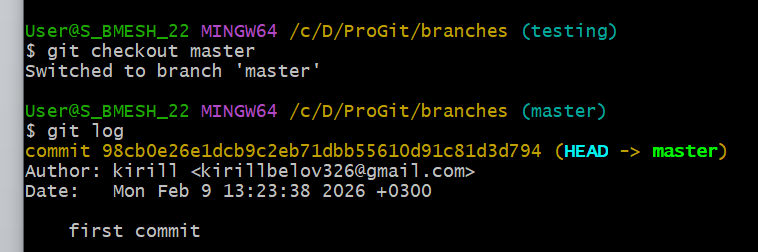 User@S_BMESH_22 MINGW64 /c/D/ProGit/branches (testing)
$ git checkout master
Switched to branch 'master'
User@S_BMESH_22 MINGW64 /c/D/ProGit/branches (master)
$ git log
commit 98cb0e26e1dcb9c2eb71dbb55610d91c81d3d794 (HEAD -> master)
Author: kirill <kirillbelov326@gmail.com>
Date:   Mon Feb 9 13:23:38 2026 +0300
    first commit